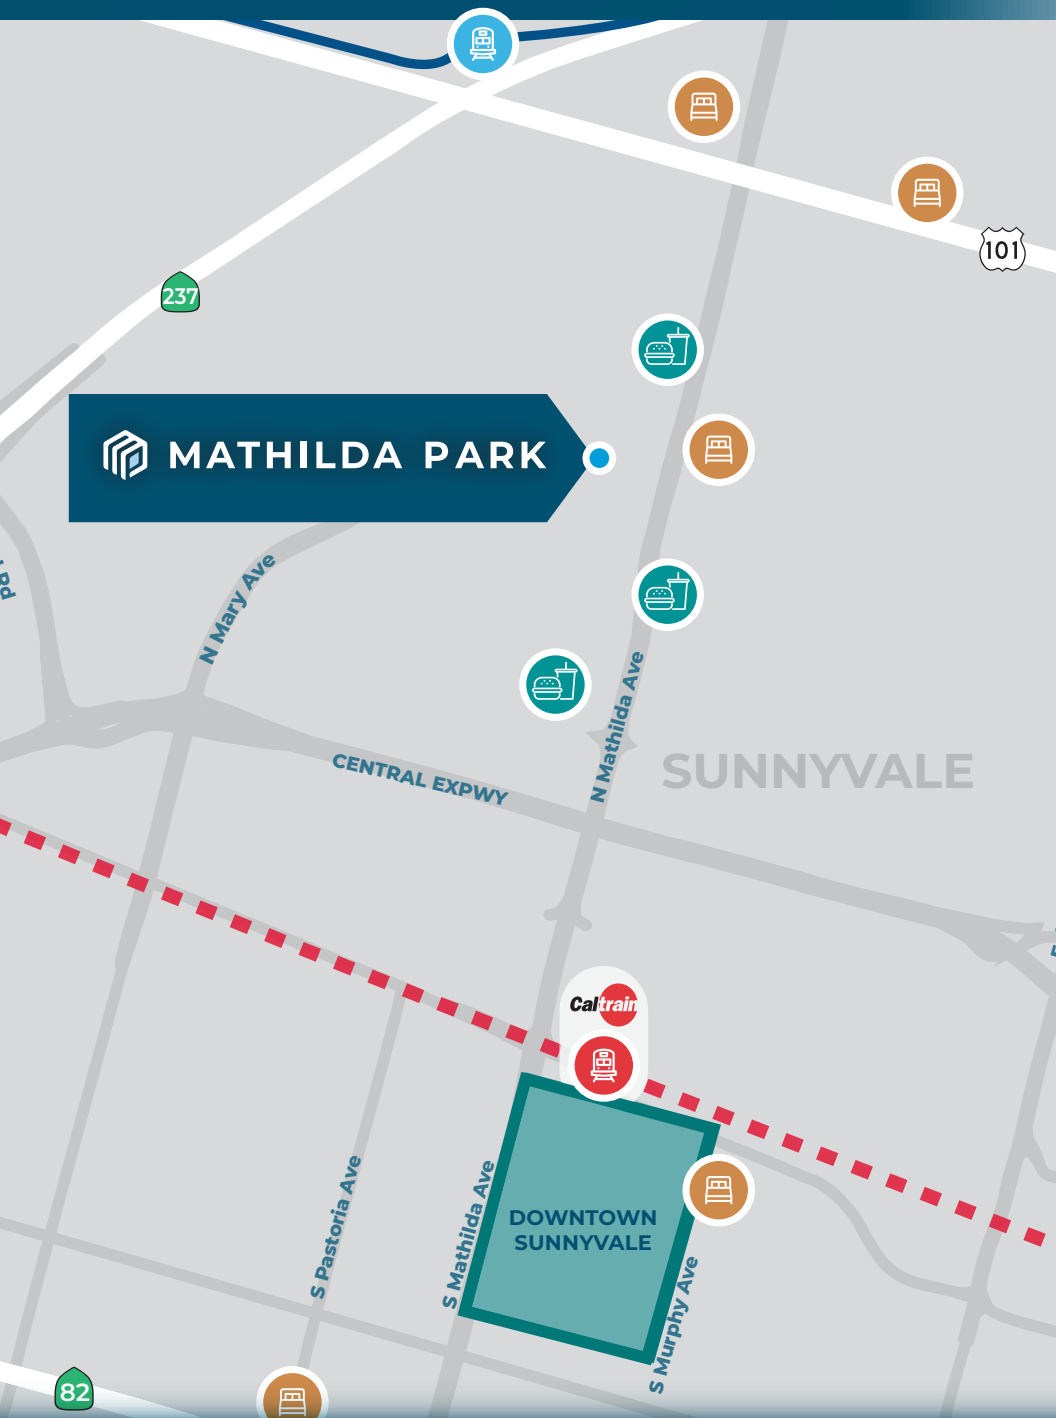 101
237
MATHILDA PARK
Rd
N Mary Ave
N Mathilda Ave
SUNNYVALE
CENTRAL EXPWY
Caltrain
S Pastoria Ave
S Mathilda Ave
DOWNTOWN
SUNNYVALE
S Murphy Ave
82